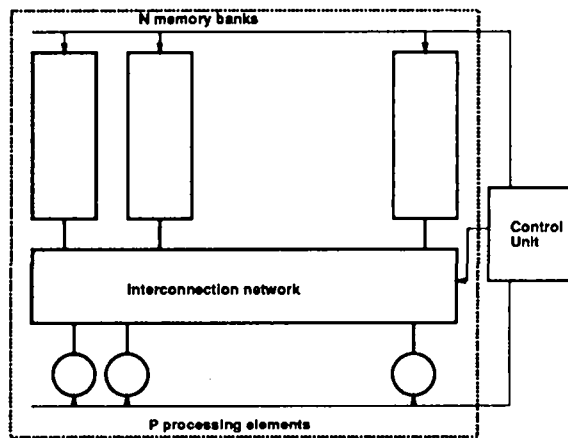 N memory banks
Control
Unit
Interconnection network
P processing elements